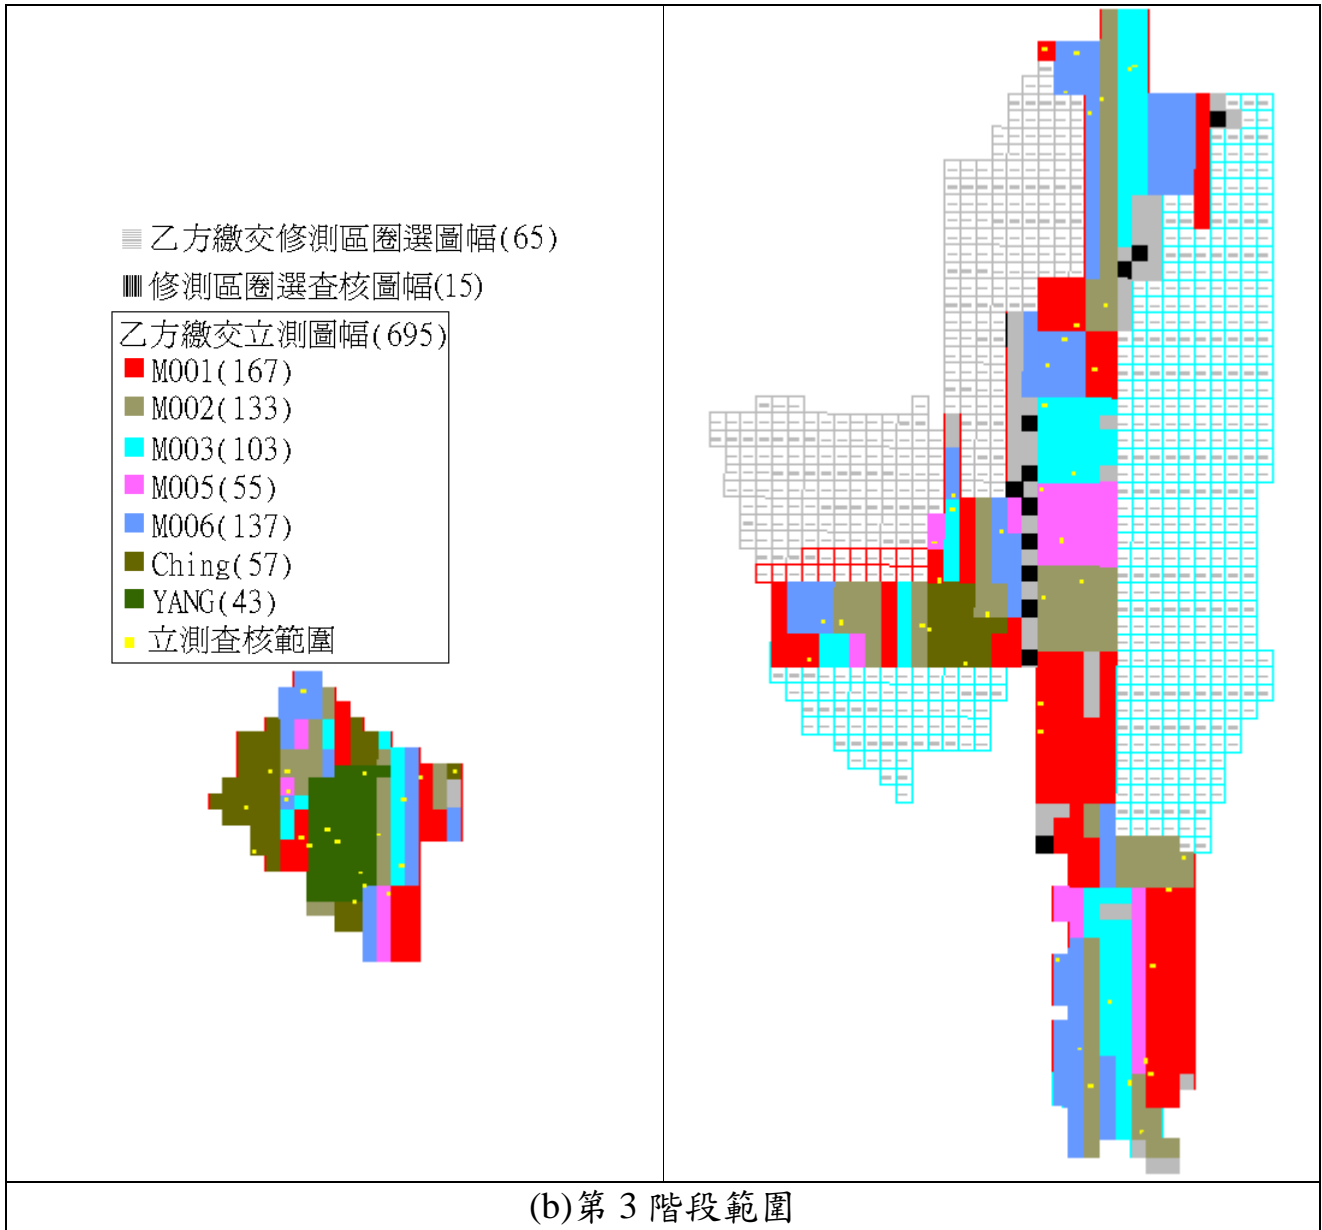 乙方繳交修測區圈選圖幅(65)
修測區圈選查核圖幅(15)
乙方繳交立測圖幅(695)
M001(167)
M002(133)
M003(103)
M005(55)
M006(137)
Ching(57)
YANG(43)
立測查核範圍
(b)第 3 階段範圍